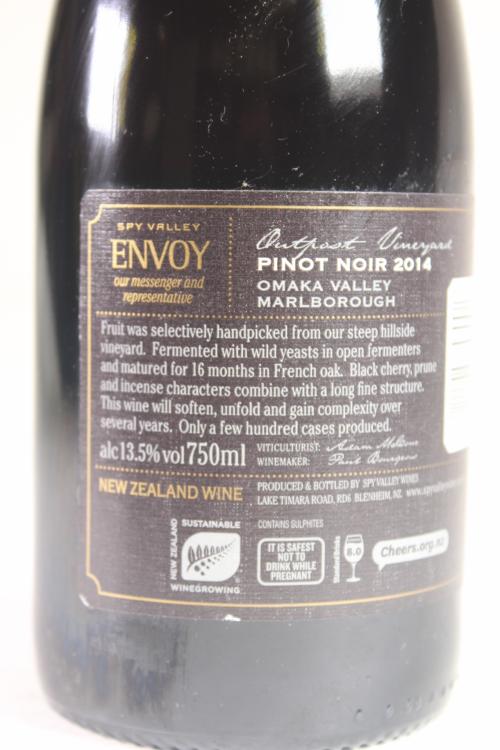 SPY VALLEY
ENVOY
our messenger and
representative
Outpost Vineyard
PINOT NOIR 2014
OMAKA VALLEY
MARLBOROUGH
Fruit was selectively handpicked from our steep hillside
vineyard. Fermented with wild yeasts in open fermenters
and matured for 16 months in French oak. Black cherry, prune
and incense characters combine with a long fine structure.
This wine will soften, unfold and gain complexity over
several years. Only a few hundred cases produced.
alc13.5%vol750ml
VITICULTURIST: Adam
WINEMAKER: Paul Bourgeois
NEW ZEALAND WINE
PRODUCED & BOTTLED BY SPY VALLEY WINES
LAKE TIMARA ROAD, RD6 BLENHEIM, NZ.
SUSTAINABLE
NEW ZEALAND
WINEGROWING
CONTAINS SULPHITES
IT IS SAFEST
NOT TO
DRINK WHILE
PREGNANT
Standard Drinks
8.0
Cheers.org.nz